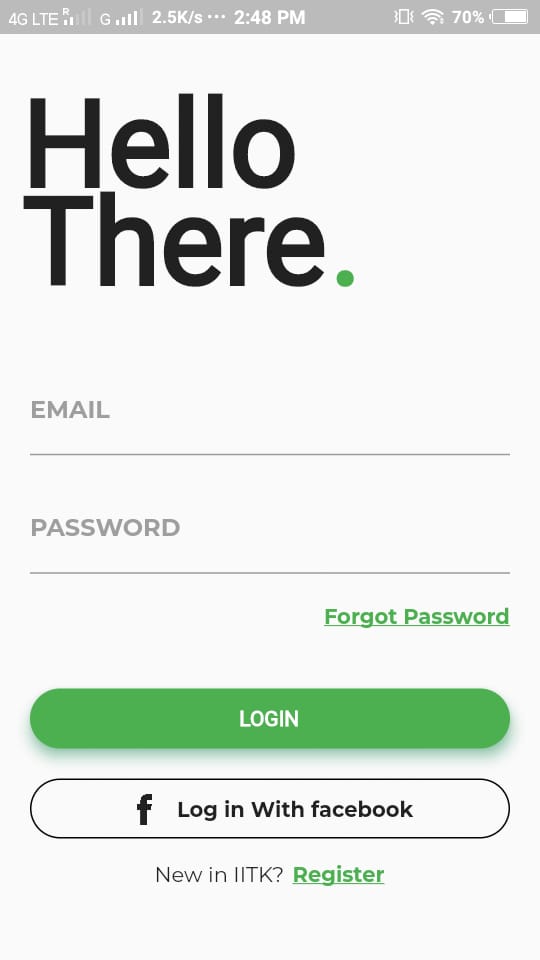 4G LTE R G 2.5K/s ··· 2:48 PM 70%
Hello
There.
EMAIL
PASSWORD
Forgot Password
LOGIN
f Log in With facebook
New in IITK? Register